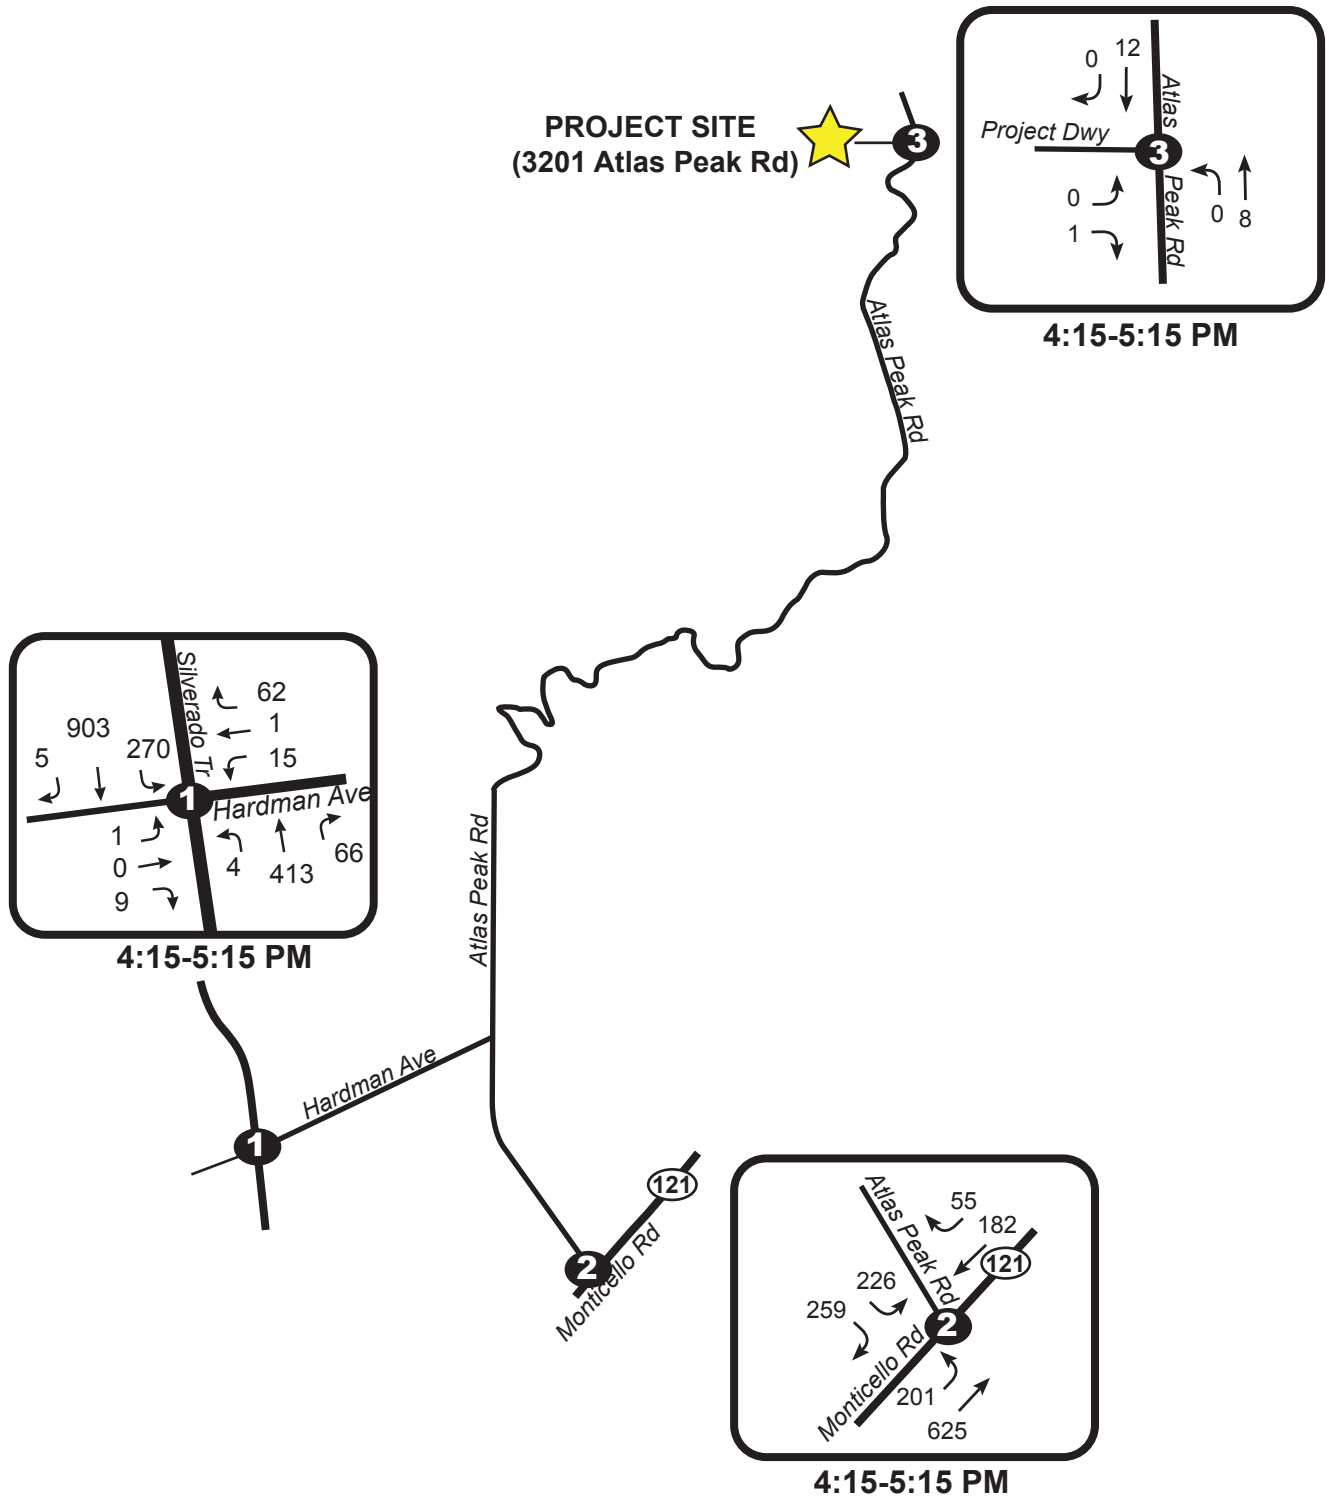 0
12
Atlas
Project Dwy
3
0
1
Peak Rd
0
8
4:15-5:15 PM
PROJECT SITE
(3201 Atlas Peak Rd)
3
Atlas Peak Rd
Silverado Tr
62
1
15
903
5
270
1
Hardman Ave
1
0
9
4
413
66
4:15-5:15 PM
Atlas Peak Rd
Hardman Ave
1
121
2
Monticello Rd
Atlas Peak Rd
55
182
121
226
259
2
Monticello Rd
201
625
4:15-5:15 PM